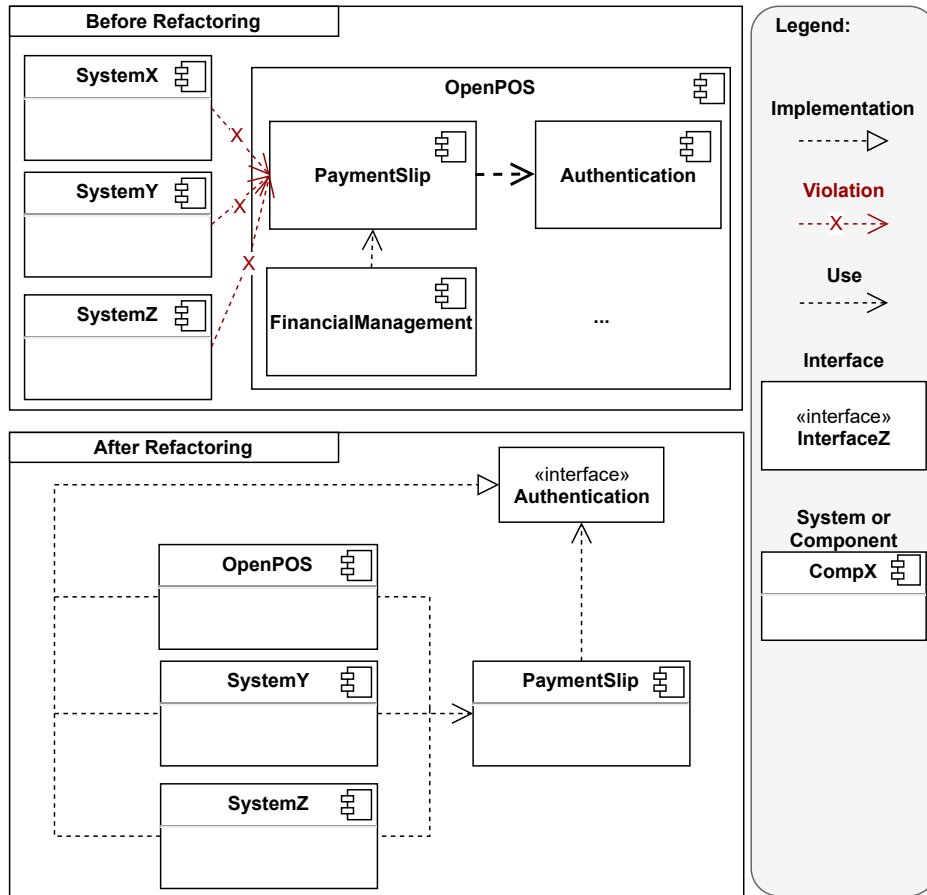 Before Refactoring
SystemX
X
SystemY
X
SystemZ
X
OpenPOS
PaymentSlip
Authentication
FinancialManagement
...
After Refactoring
«interface»
Authentication
OpenPOS
SystemY
PaymentSlip
SystemZ
Legend:
Implementation
Violation
X
Use
Interface
«interface»
InterfaceZ
System or
Component
CompX